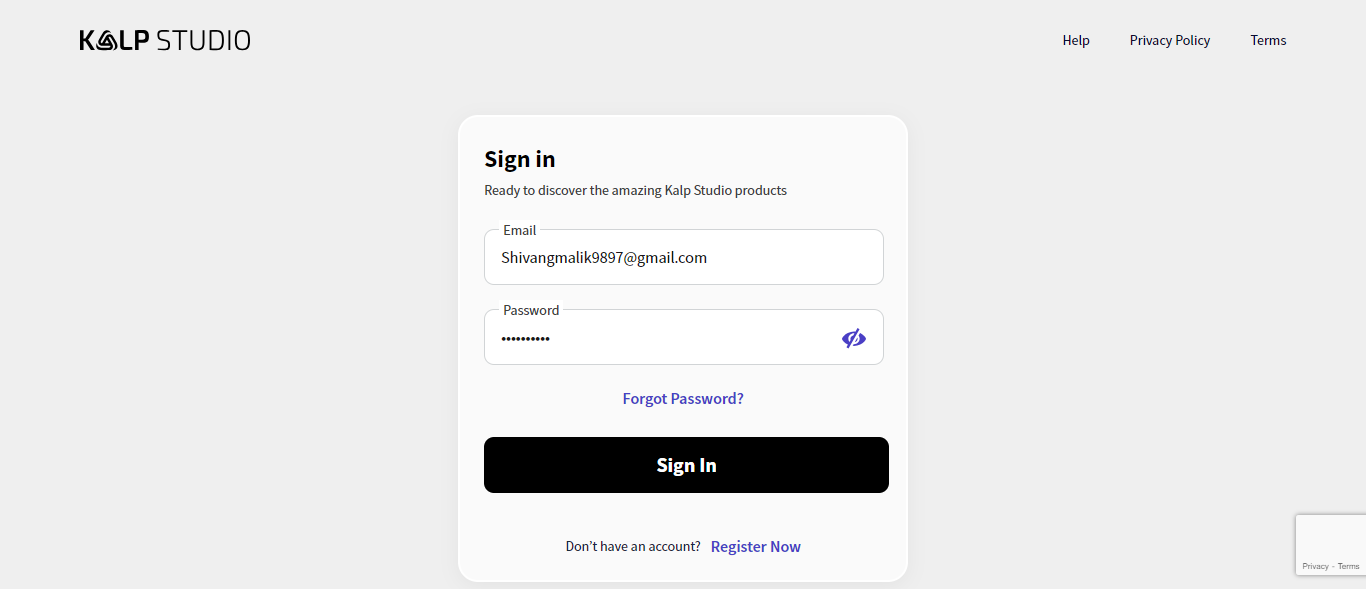 KALP STUDIO
Help Privacy Policy Terms
Sign in
Ready to discover the amazing Kalp Studio products
Email
Shivangmalik9897@gmail.com
Password
••••••••••
Forgot Password?
Sign In
Don’t have an account? Register Now
Privacy - Terms